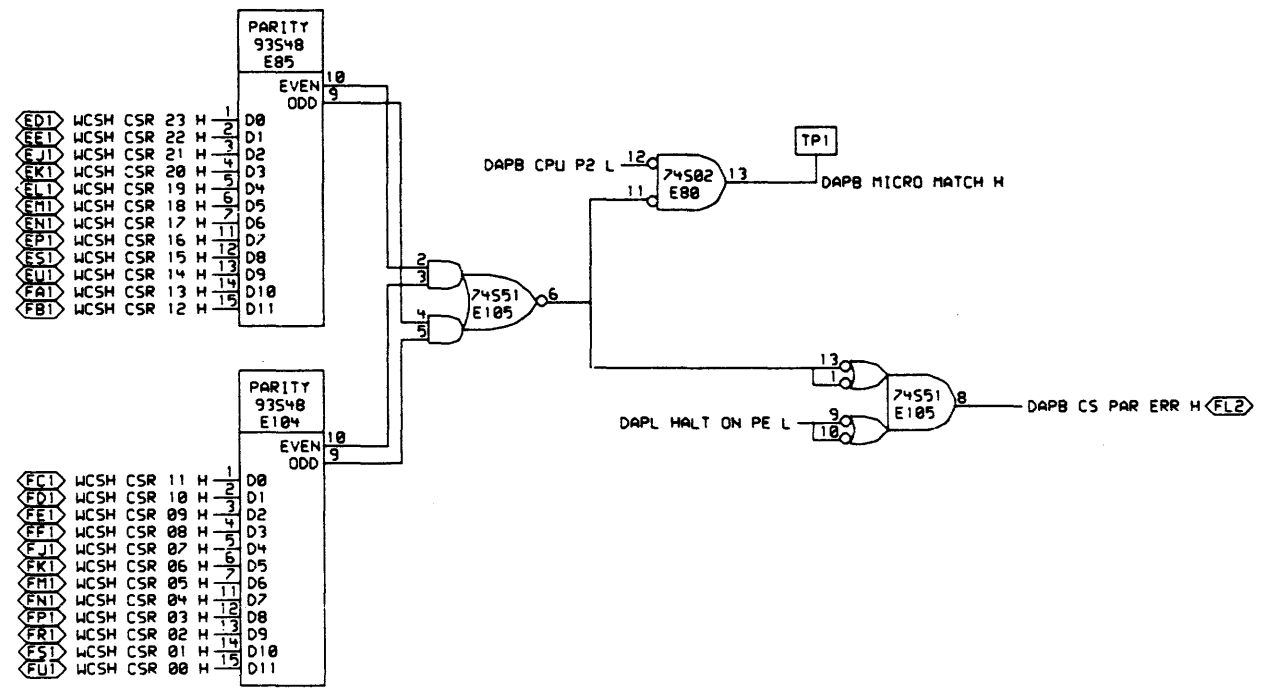 PARITY
93S48
E85
EVEN 10
ODD 9
ED1 WCSH CSR 23 H 1 D0
EE1 WCSH CSR 22 H 2 D1
EJ1 WCSH CSR 21 H 3 D2
EK1 WCSH CSR 20 H 4 D3
EL1 WCSH CSR 19 H 5 D4
EM1 WCSH CSR 18 H 6 D5
EN1 WCSH CSR 17 H 7 D6
EP1 WCSH CSR 16 H 11 D7
ES1 WCSH CSR 15 H 12 D8
EU1 WCSH CSR 14 H 13 D9
FA1 WCSH CSR 13 H 14 D10
FB1 WCSH CSR 12 H 15 D11
2
3
4
5
74S51
E105
6
DAPB CPU P2 L 12
11
74S02
E80
13
TP1
DAPB MICRO MATCH H
13
1
DAPL HALT ON PE L 9
10
74S51
E105
8
DAPB CS PAR ERR H FL2
PARITY
93S48
E104
EVEN 10
ODD 9
FC1 WCSH CSR 11 H 1 D0
FD1 WCSH CSR 10 H 2 D1
FE1 WCSH CSR 09 H 3 D2
FF1 WCSH CSR 08 H 4 D3
FJ1 WCSH CSR 07 H 5 D4
FK1 WCSH CSR 06 H 6 D5
FM1 WCSH CSR 05 H 7 D6
FN1 WCSH CSR 04 H 11 D7
FP1 WCSH CSR 03 H 12 D8
FR1 WCSH CSR 02 H 13 D9
FS1 WCSH CSR 01 H 14 D10
FU1 WCSH CSR 00 H 15 D11